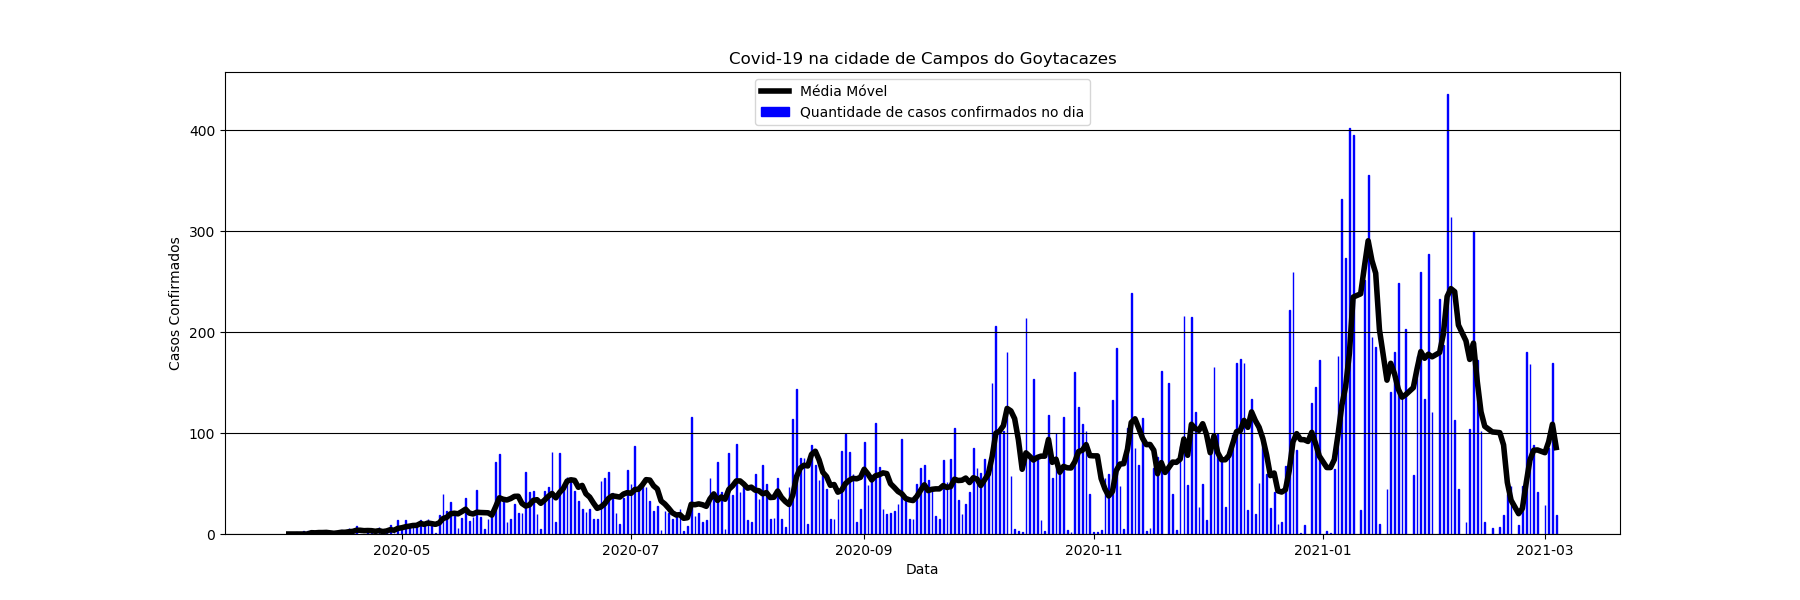 Covid-19 na cidade de Campos do Goytacazes
Média Móvel
Quantidade de casos confirmados no dia
Casos Confirmados
400
300
200
100
0
2020-05
2020-07
2020-09
2020-11
2021-01
2021-03
Data